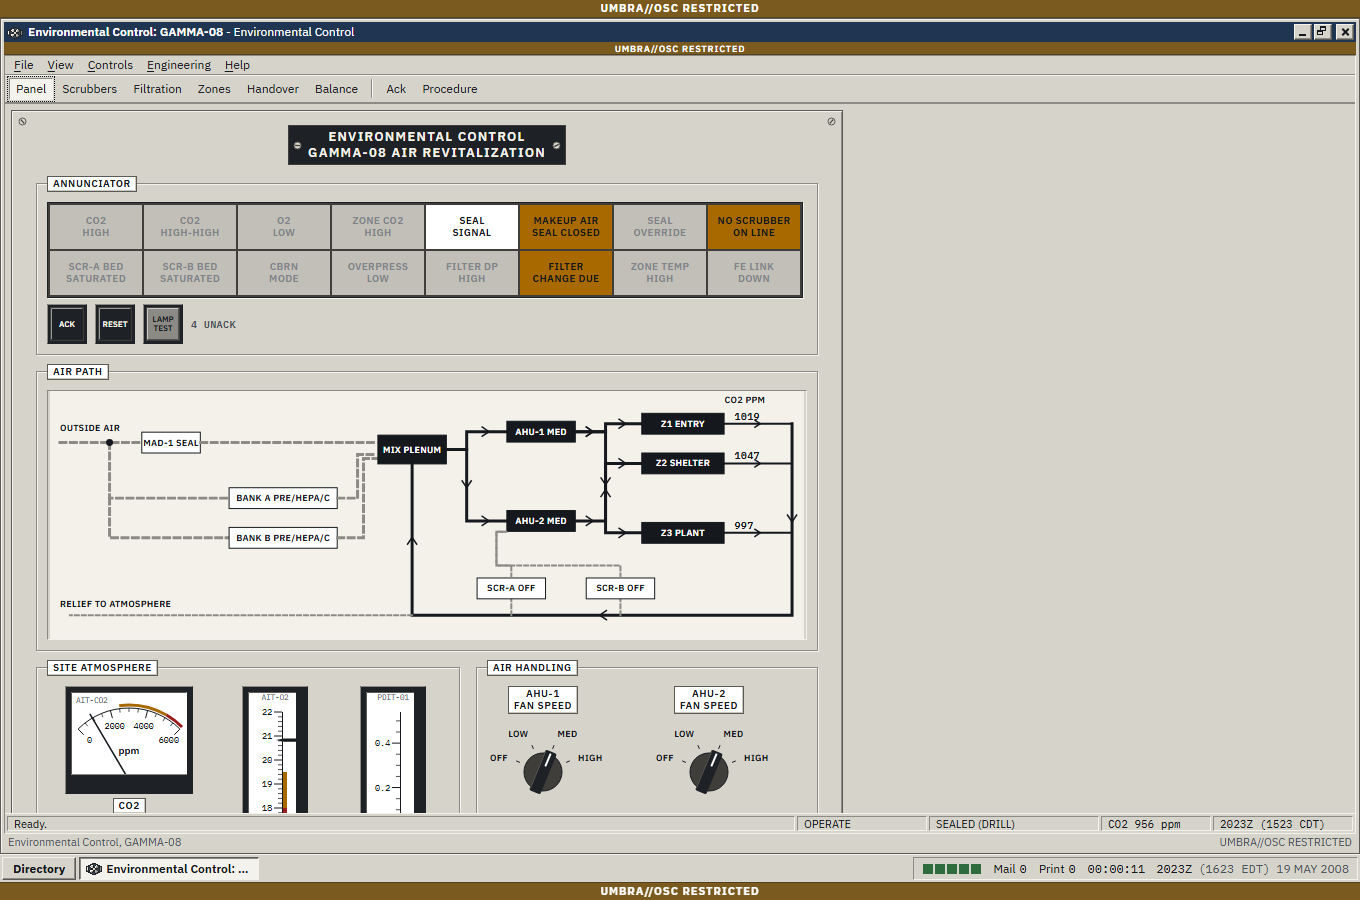 UMBRA//OSC RESTRICTED
Environmental Control: GAMMA-08 - Environmental Control
UMBRA//OSC RESTRICTED
File View Controls Engineering Help
Panel Scrubbers Filtration Zones Handover Balance Ack Procedure
ENVIRONMENTAL CONTROL
GAMMA-08 AIR REVITALIZATION
ANNUNCIATOR
CO2 HIGH
CO2 HIGH-HIGH
O2 LOW
ZONE CO2 HIGH
SEAL SIGNAL
MAKEUP AIR SEAL CLOSED
SEAL OVERRIDE
NO SCRUBBER ON LINE
SCR-A BED SATURATED
SCR-B BED SATURATED
CBRN MODE
OVERPRESS LOW
FILTER DP HIGH
FILTER CHANGE DUE
ZONE TEMP HIGH
FE LINK DOWN
ACK RESET LAMP TEST 4 UNACK
AIR PATH
CO2 PPM
OUTSIDE AIR
MAD-1 SEAL
MIX PLENUM
AHU-1 MED
Z1 ENTRY 1019
Z2 SHELTER 1047
BANK A PRE/HEPA/C
AHU-2 MED
Z3 PLANT 997
BANK B PRE/HEPA/C
SCR-A OFF SCR-B OFF
RELIEF TO ATMOSPHERE
SITE ATMOSPHERE
AIT-CO2
0 2000 4000 6000
ppm
CO2
AIT-O2
22
21
20
19
18
PDIT-01
0.4
0.2
AIR HANDLING
AHU-1 FAN SPEED
OFF LOW MED HIGH
AHU-2 FAN SPEED
OFF LOW MED HIGH
Ready. OPERATE SEALED (DRILL) CO2 956 ppm 2023Z (1523 CDT)
Environmental Control, GAMMA-08 UMBRA//OSC RESTRICTED
Directory Environmental Control: ... Mail 0 Print 0 00:00:11 2023Z (1623 EDT) 19 MAY 2008
UMBRA//OSC RESTRICTED